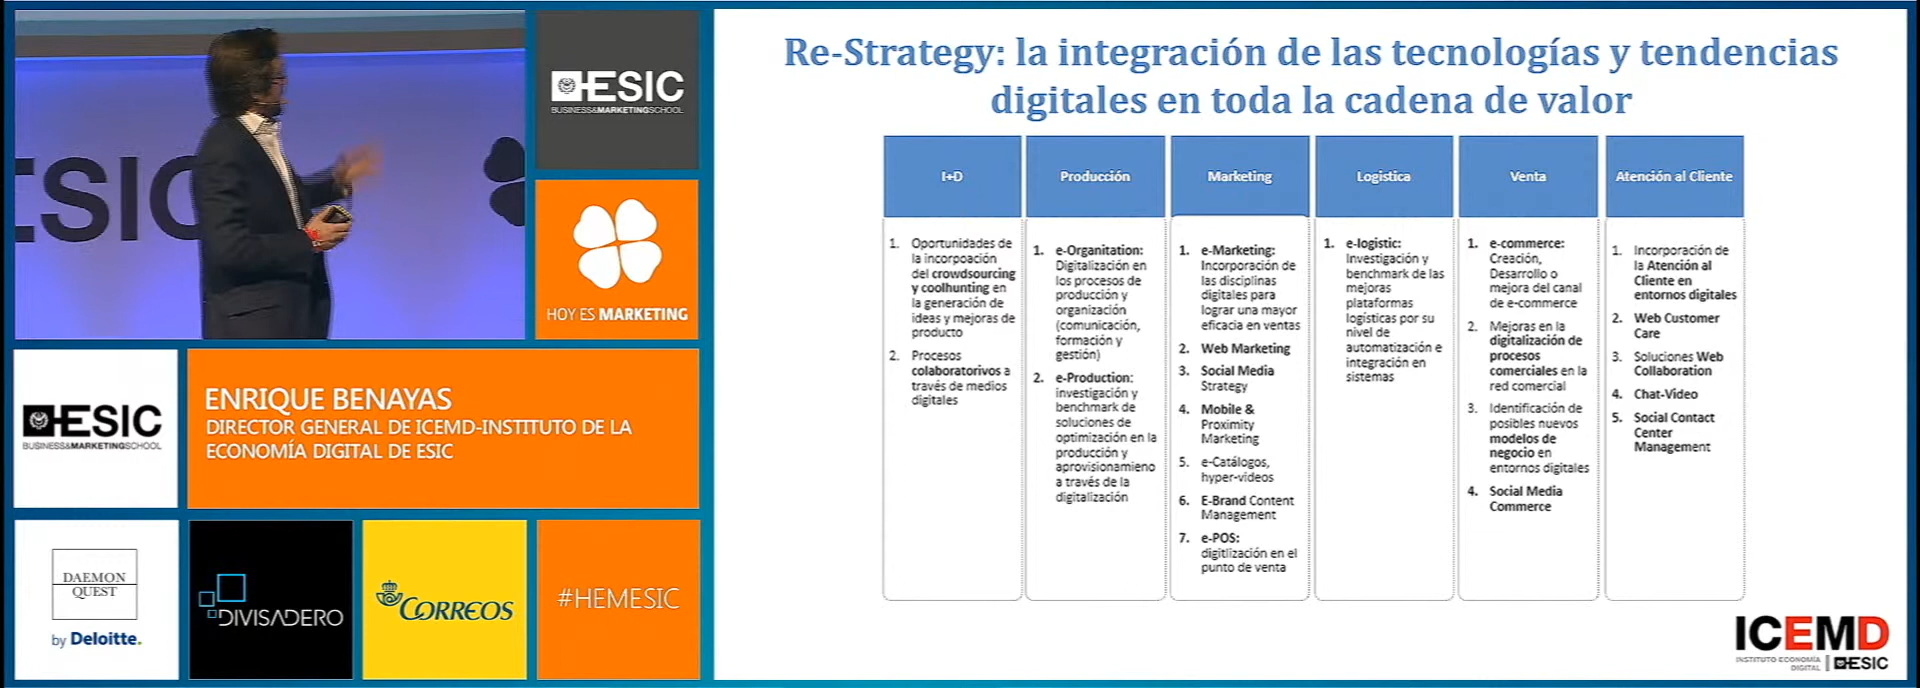 ESIC
ESIC
BUSINESS&MARKETINGSCHOOL
HOY ES MARKETING
ESIC
BUSINESS&MARKETINGSCHOOL
ENRIQUE BENAYAS
DIRECTOR GENERAL DE ICEMD-INSTITUTO DE LA
ECONOMÍA DIGITAL DE ESIC
DAEMON
QUEST
by Deloitte.
DIVISADERO
CORREOS
#HEMESIC
Re-Strategy: la integración de las tecnologías y tendencias
digitales en toda la cadena de valor
I+D
1. Oportunidades de
la incorpoación
del crowdsourcing
y coolhunting en
la generación de
ideas y mejoras de
producto
2. Procesos
colaboratorivos a
través de medios
digitales
Producción
1. e-Organitation:
Digitalización en
los procesos de
producción y
organización
(comunicación,
formación y
gestión)
2. e-Production:
investigación y
benchmark de
soluciones de
optimización en la
producción y
aprovisionamieno
a través de la
digitalización
Marketing
1. e-Marketing:
Incorporación de
las disciplinas
digitales para
lograr una mayor
eficacia en ventas
2. Web Marketing
3. Social Media
Strategy
4. Mobile &
Proximity
Marketing
5. e-Catálogos,
hyper-vídeos
6. E-Brand Content
Management
7. e-POS:
digitlización en el
punto de venta
Logistica
1. e-logistic:
Investigación y
benchmark de las
mejoras
plataformas
logísticas por su
nivel de
automatización e
integración en
sistemas
Venta
1. e-commerce:
Creación,
Desarrollo o
mejora del canal
de e-commerce
2. Mejoras en la
digitalización de
procesos
comerciales en la
red comercial
3. Identificación de
posibles nuevos
modelos de
negocio en
entornos digitales
4. Social Media
Commerce
Atención al Cliente
1. Incorporación de
la Atención al
Cliente en
entornos digitales
2. Web Customer
Care
3. Soluciones Web
Collaboration
4. Chat-Video
5. Social Contact
Center
Management
ICEMD
INSTITUTO ECONOMÍA
DIGITAL
ESIC